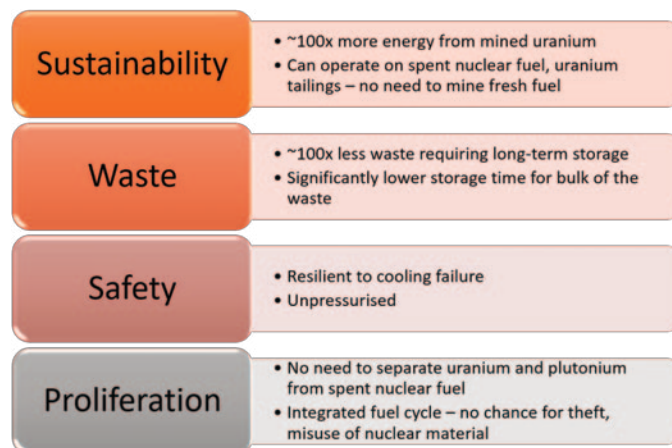 Sustainability
• ~100x more energy from mined uranium
• Can operate on spent nuclear fuel, uranium
tailings – no need to mine fresh fuel
Waste
• ~100x less waste requiring long-term storage
• Significantly lower storage time for bulk of the
waste
Safety
• Resilient to cooling failure
• Unpressurised
Proliferation
• No need to separate uranium and plutonium
from spent nuclear fuel
• Integrated fuel cycle – no chance for theft,
misuse of nuclear material